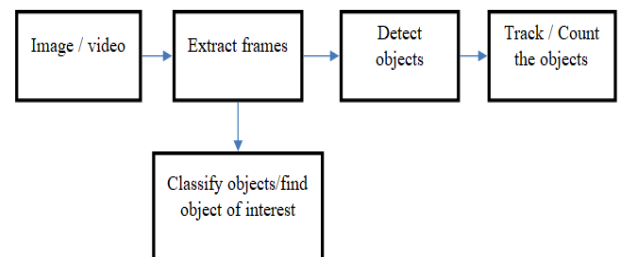 Image / video
Extract frames
Detect
objects
Track / Count
the objects
Classify objects/find
object of interest